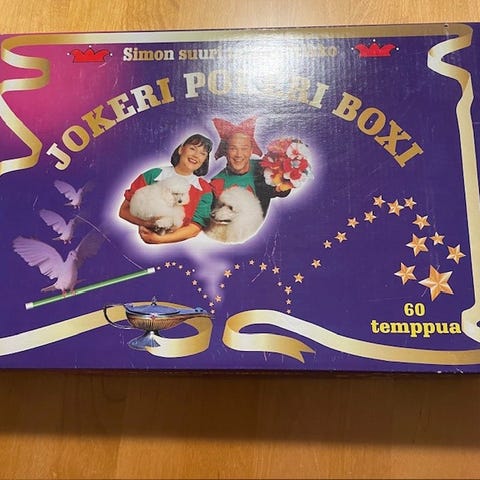 Simon suuri
JOKERI POKERI BOXI
60
temppua